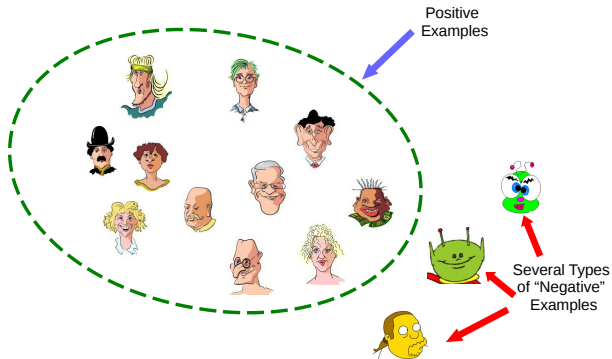 Positive
Examples
Several Types
of “Negative”
Examples